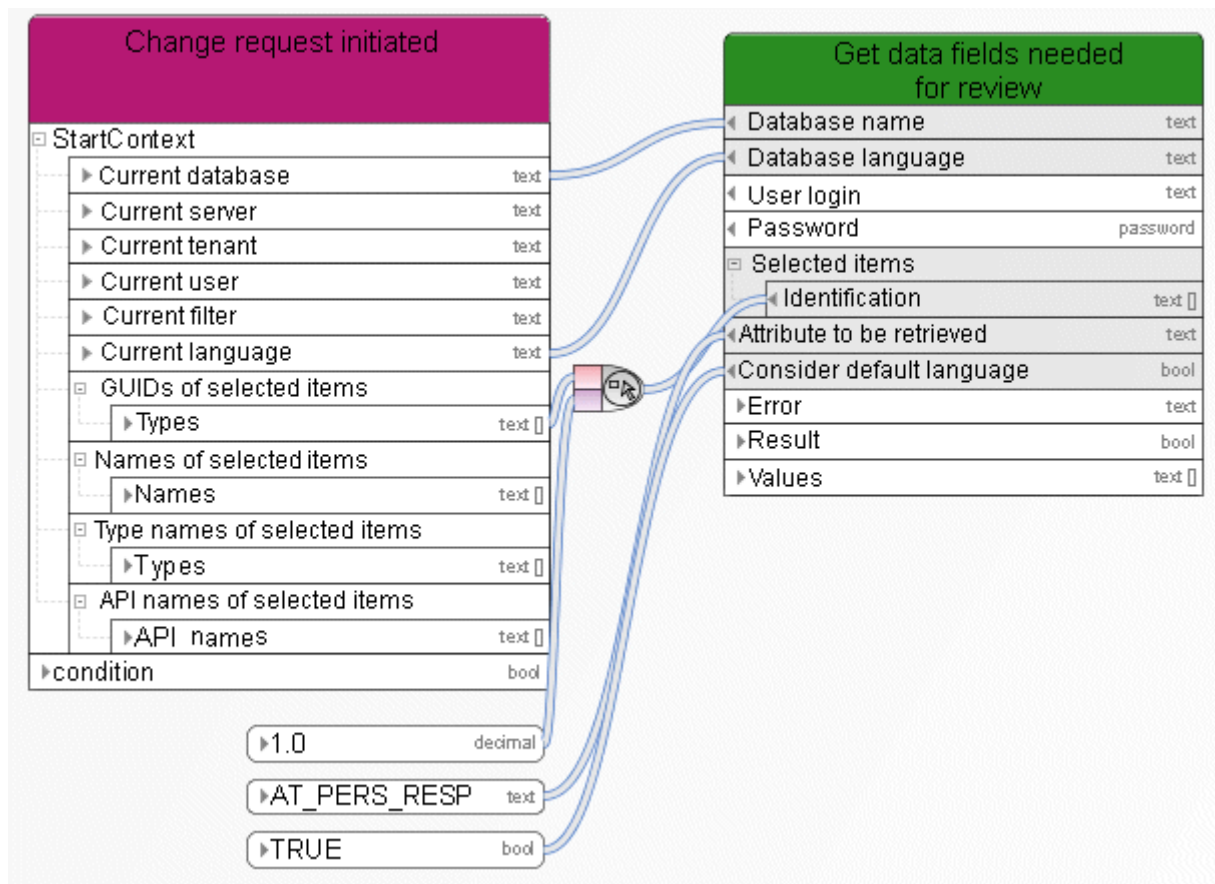 Change request initiated
StartContext
Current database text
Current server text
Current tenant text
Current user text
Current filter text
Current language text
GUIDs of selected items
Types text []
Names of selected items
Names text []
Type names of selected items
Types text []
API names of selected items
API names text []
condition bool
1.0 decimal
AT_PERS_RESP text
TRUE bool
Get data fields needed
for review
Database name text
Database language text
User login text
Password password
Selected items
Identification text []
Attribute to be retrieved text
Consider default language bool
Error text
Result bool
Values text []